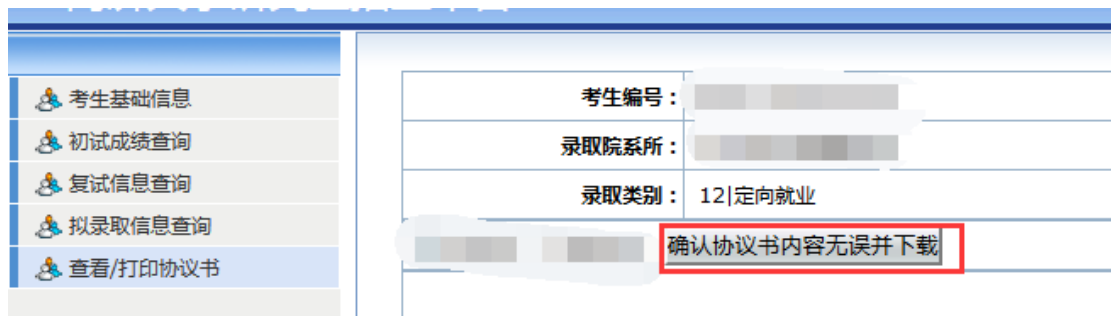 考生基础信息
初试成绩查询
复试信息查询
拟录取信息查询
查看/打印协议书
考生编号：
录取院系所：
录取类别： 12|定向就业
确认协议书内容无误并下载